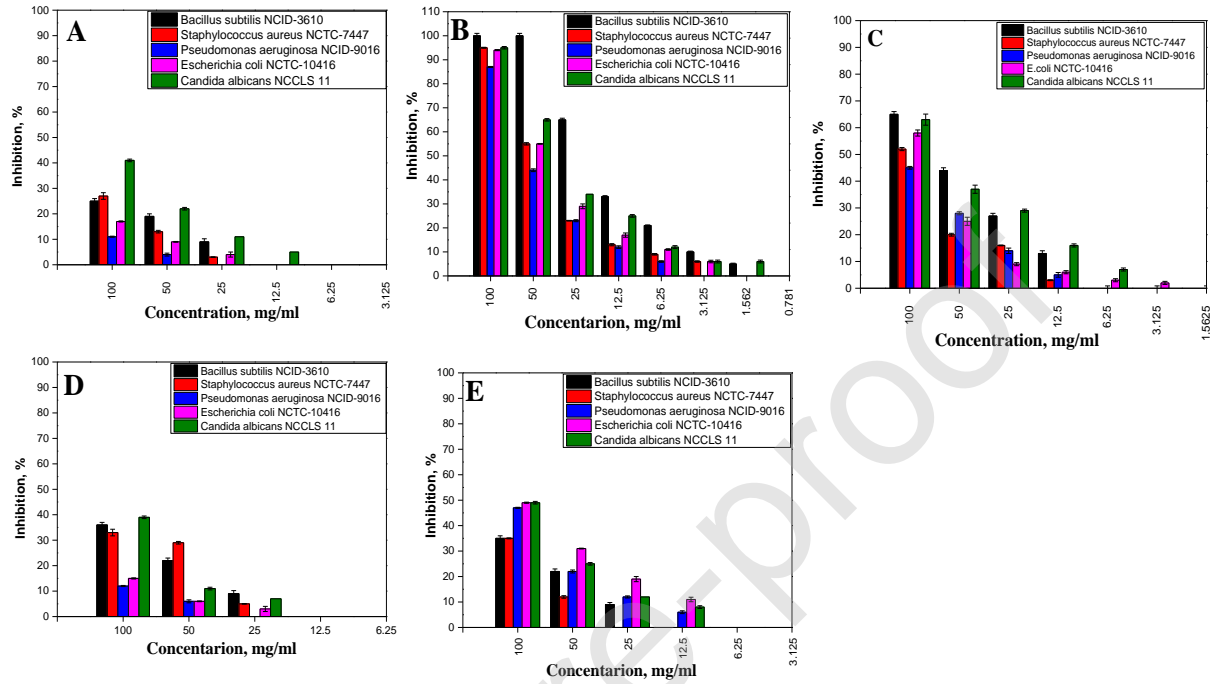 A
Bacillus subtilis NCID-3610
Staphylococcus aureus NCTC-7447
Pseudomonas aeruginosa NCID-9016
Escherichia coli NCTC-10416
Candida albicans NCCLS 11
Inhibition, %
100
90
80
70
60
50
40
30
20
10
0
100
50
25
12.5
6.25
3.125
Concentration, mg/ml
B
Bacillus subtilis NCID-3610
Staphylococcus aureus NCTC-7447
Pseudomonas aeruginosa NCID-9016
Escherichia coli NCTC-10416
Candida albicans NCCLS 11
Inhibition, %
110
100
90
80
70
60
50
40
30
20
10
0
100
50
25
12.5
6.25
3.125
1.562
0.781
Concentarion, mg/ml
C
Bacillus subtilis NCID-3610
Staphylococcus aureus NCTC-7447
Pseudomonas aeruginosa NCID-9016
E.coli NCTC-10416
Candida albicans NCCLS 11
Inhibition, %
100
90
80
70
60
50
40
30
20
10
0
100
50
25
12.5
6.25
3.125
1.5625
Concentration, mg/ml
D
Bacillus subtilis NCID-3610
Staphylococcus aureus NCTC-7447
Pseudomonas aeruginosa NCID-9016
Escherichia coli NCTC-10416
Candida albicans NCCLS 11
Inhibition, %
100
90
80
70
60
50
40
30
20
10
0
100
50
25
12.5
6.25
Concentarion, mg/ml
E
Bacillus subtilis NCID-3610
Staphylococcus aureus NCTC-7447
Pseudomonas aeruginosa NCID-9016
Escherichia coli NCTC-10416
Candida albicans NCCLS 11
Inhibition, %
100
90
80
70
60
50
40
30
20
10
0
100
50
25
12.5
6.25
3.125
Concentarion, mg/ml
re-proof